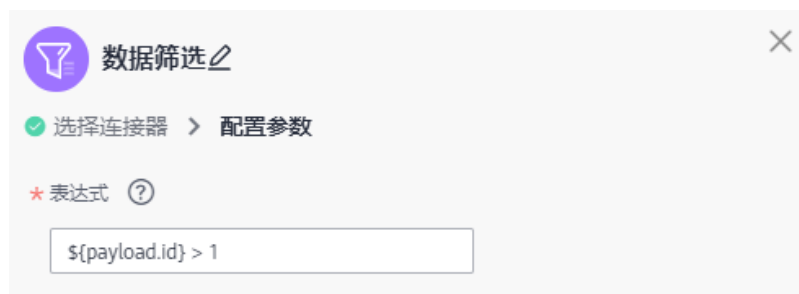 数据筛选
选择连接器 > 配置参数
* 表达式 ?
${payload.id} > 1